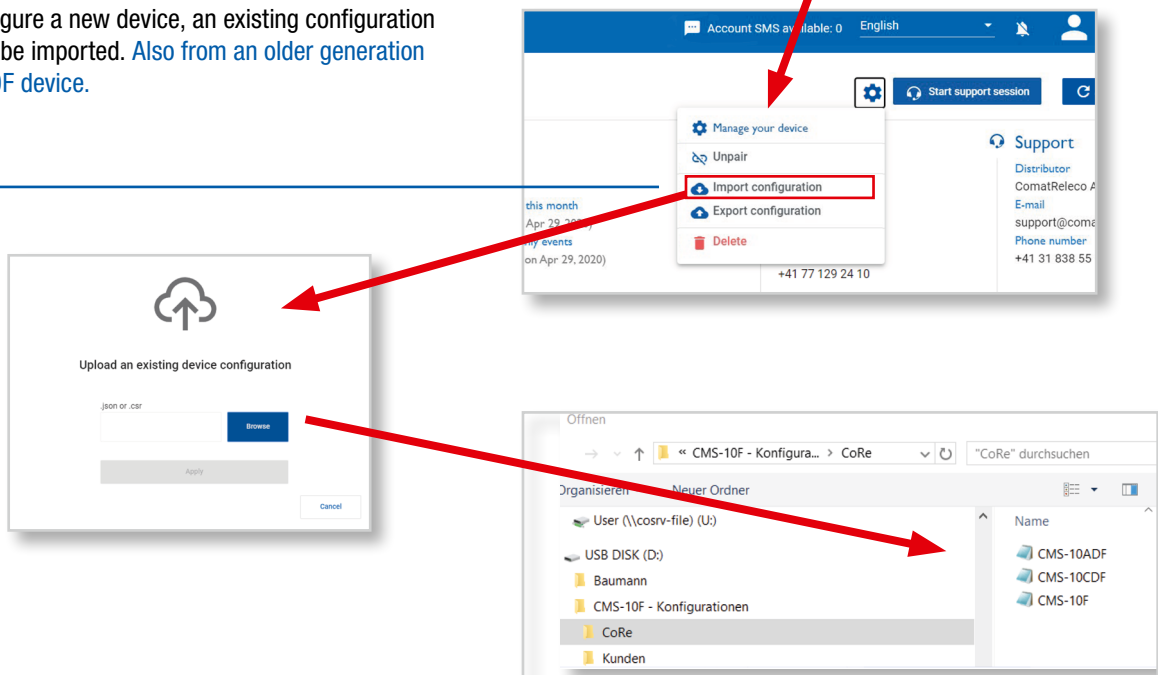 gure a new device, an existing configuration
be imported. Also from an older generation
F device.
Account SMS available: 0
English
Start support session
C
Manage your device
Unpair
Import configuration
Export configuration
Delete
this month
Apr 29, 2020)
events
on Apr 29, 2020)
+41 77 129 24 10
Support
Distributor
ComatReleco A
E-mail
support@coma
Phone number
+41 31 838 55
Upload an existing device configuration
.json or .csr
Browse
Apply
Cancel
Öffnen
« CMS-10F - Konfigura... > CoRe
"CoRe" durchsuchen
Organisieren
Neuer Ordner
User (\\cosrv-file) (U:)
USB DISK (D:)
Baumann
CMS-10F - Konfigurationen
CoRe
Kunden
Name
CMS-10ADF
CMS-10CDF
CMS-10F